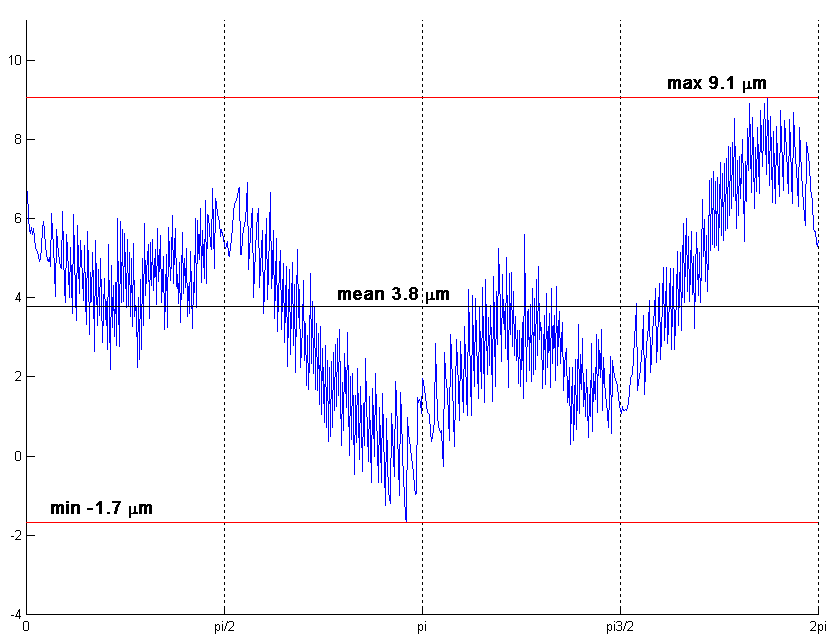 10
max 9.1 μm
8
6
4
mean 3.8 μm
2
0
min -1.7 μm
-2
-4
0 pi/2 pi pi3/2 2pi